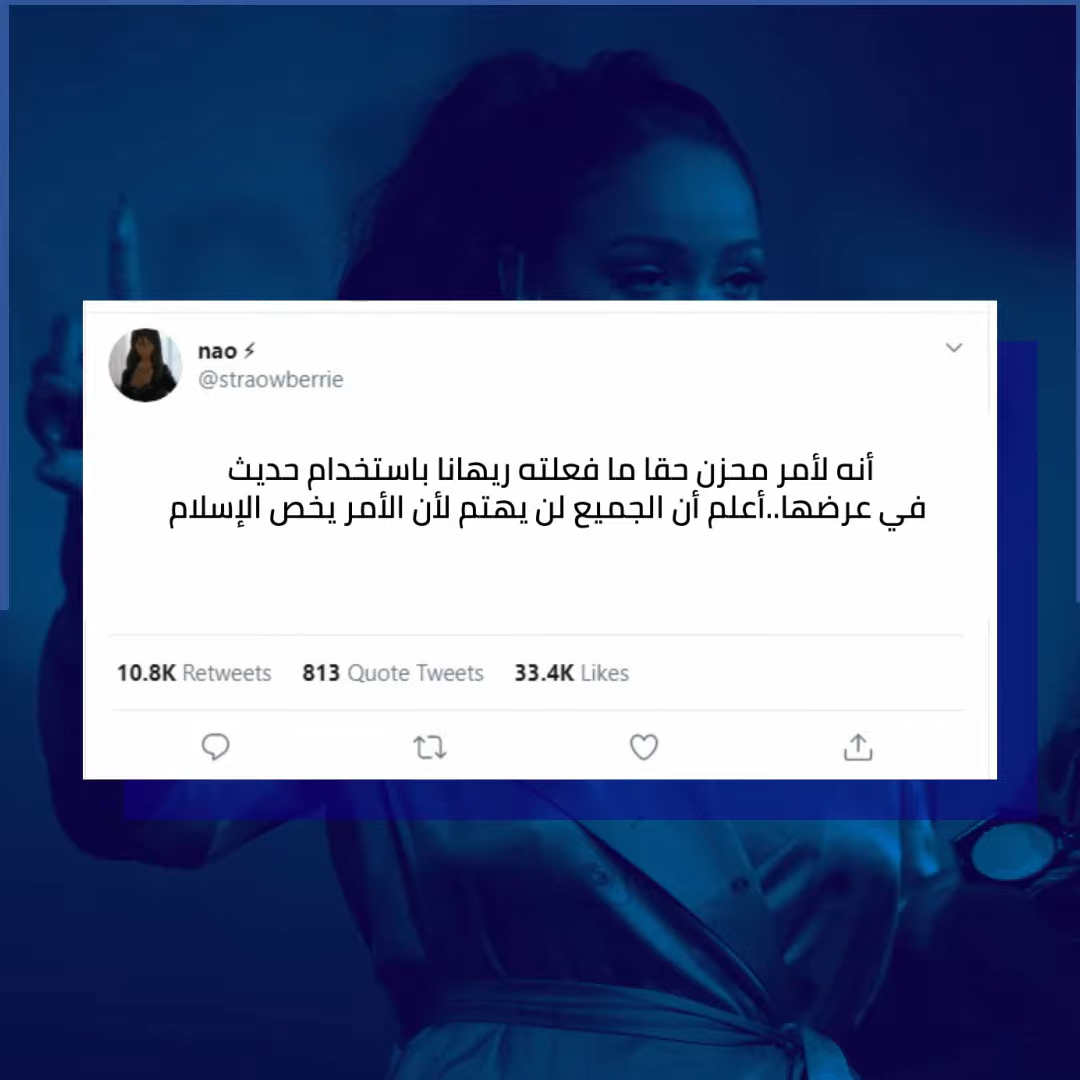 nao ⚡
@straowberrie
أنه لأمر محزن حقا ما فعلته ريهانا باستخدام حديث
في عرضها..أعلم أن الجميع لن يهتم لأن الأمر يخص الإسلام
10.8K Retweets 813 Quote Tweets 33.4K Likes